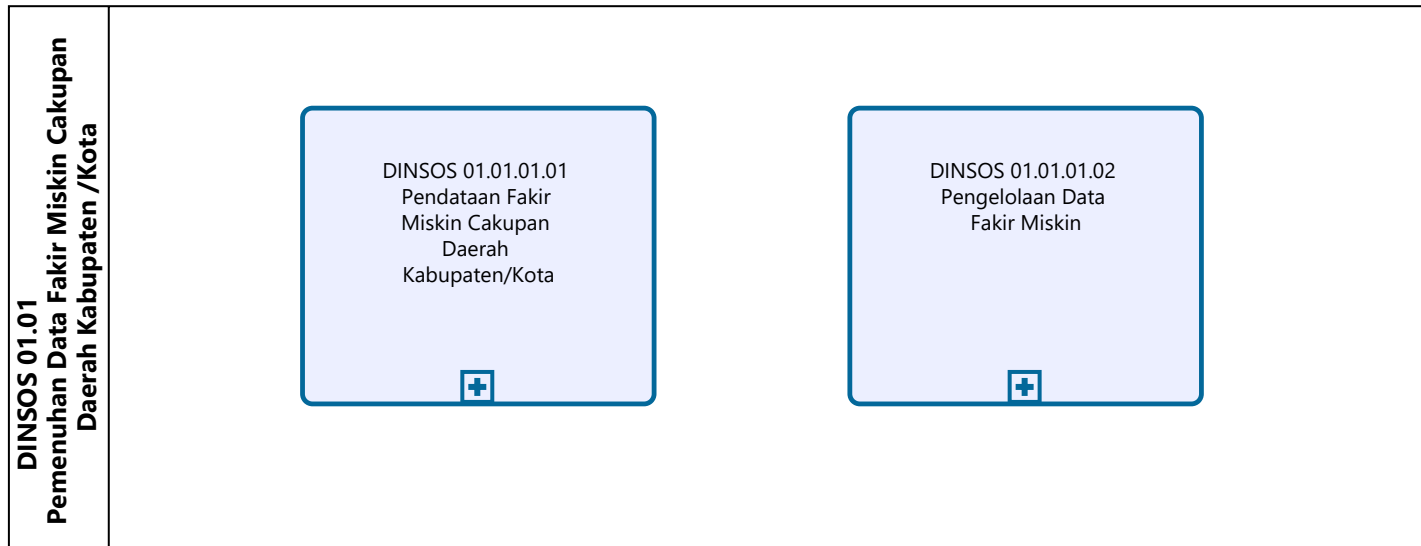 DINSOS 01.01
Pemenuhan Data Fakir Miskin Cakupan
Daerah Kabupaten /Kota
DINSOS 01.01.01.01
Pendataan Fakir
Miskin Cakupan
Daerah
Kabupaten/Kota
DINSOS 01.01.01.02
Pengelolaan Data
Fakir Miskin